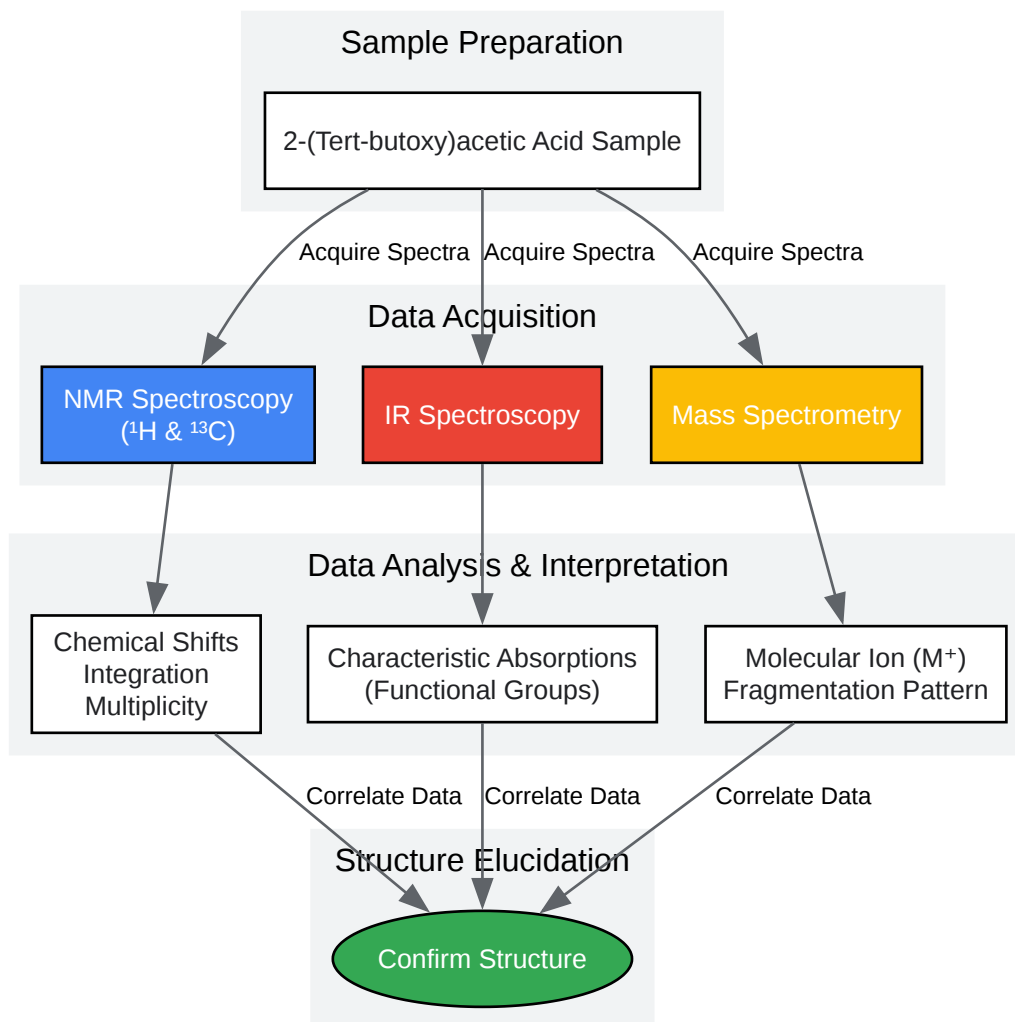 Sample Preparation
2-(Tert-butoxy)acetic Acid Sample
Acquire Spectra
Acquire Spectra
Acquire Spectra
Data Acquisition
NMR Spectroscopy
(¹H & ¹³C)
IR Spectroscopy
Mass Spectrometry
Data Analysis & Interpretation
Chemical Shifts
Integration
Multiplicity
Characteristic Absorptions
(Functional Groups)
Molecular Ion (M⁺)
Fragmentation Pattern
Correlate Data
Correlate Data
Correlate Data
Structure Elucidation
Confirm Structure